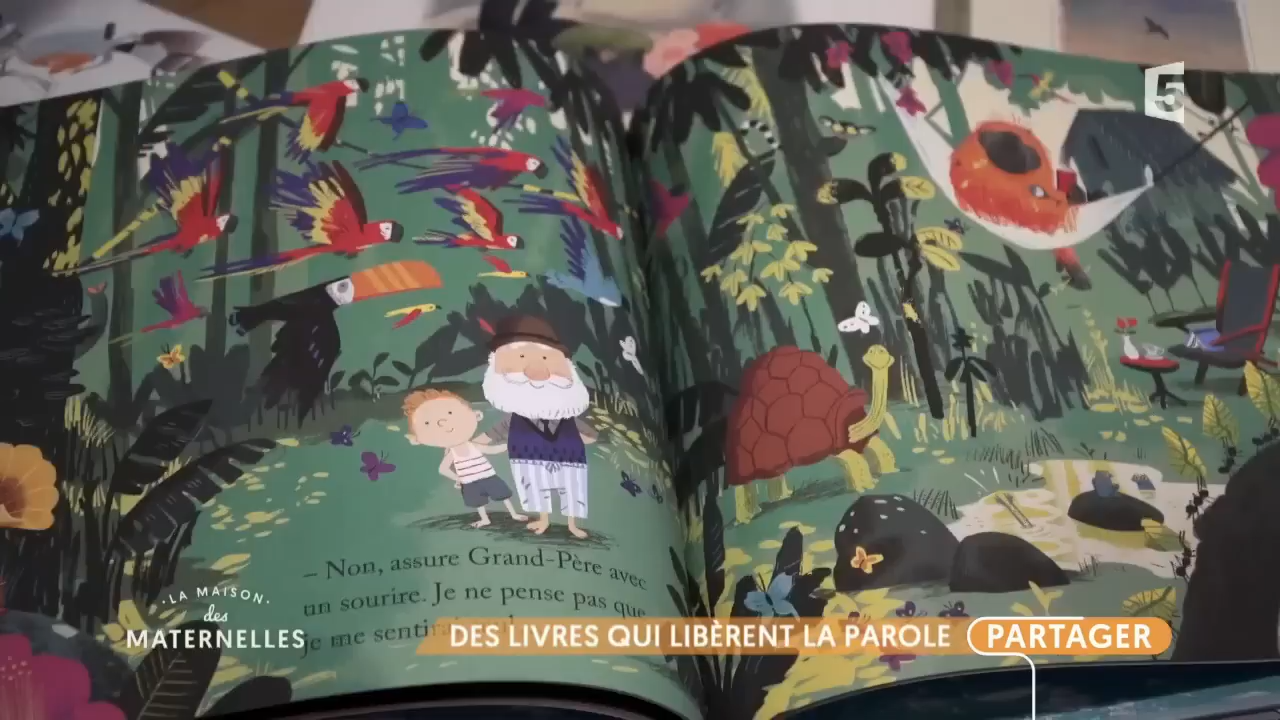 5
– Non, assure Grand-Père avec
un sourire. Je ne pense pas que
je me sentirai
· LA MAISON ·
des
MATERNELLES
DES LIVRES QUI LIBÈRENT LA PAROLE
PARTAGER